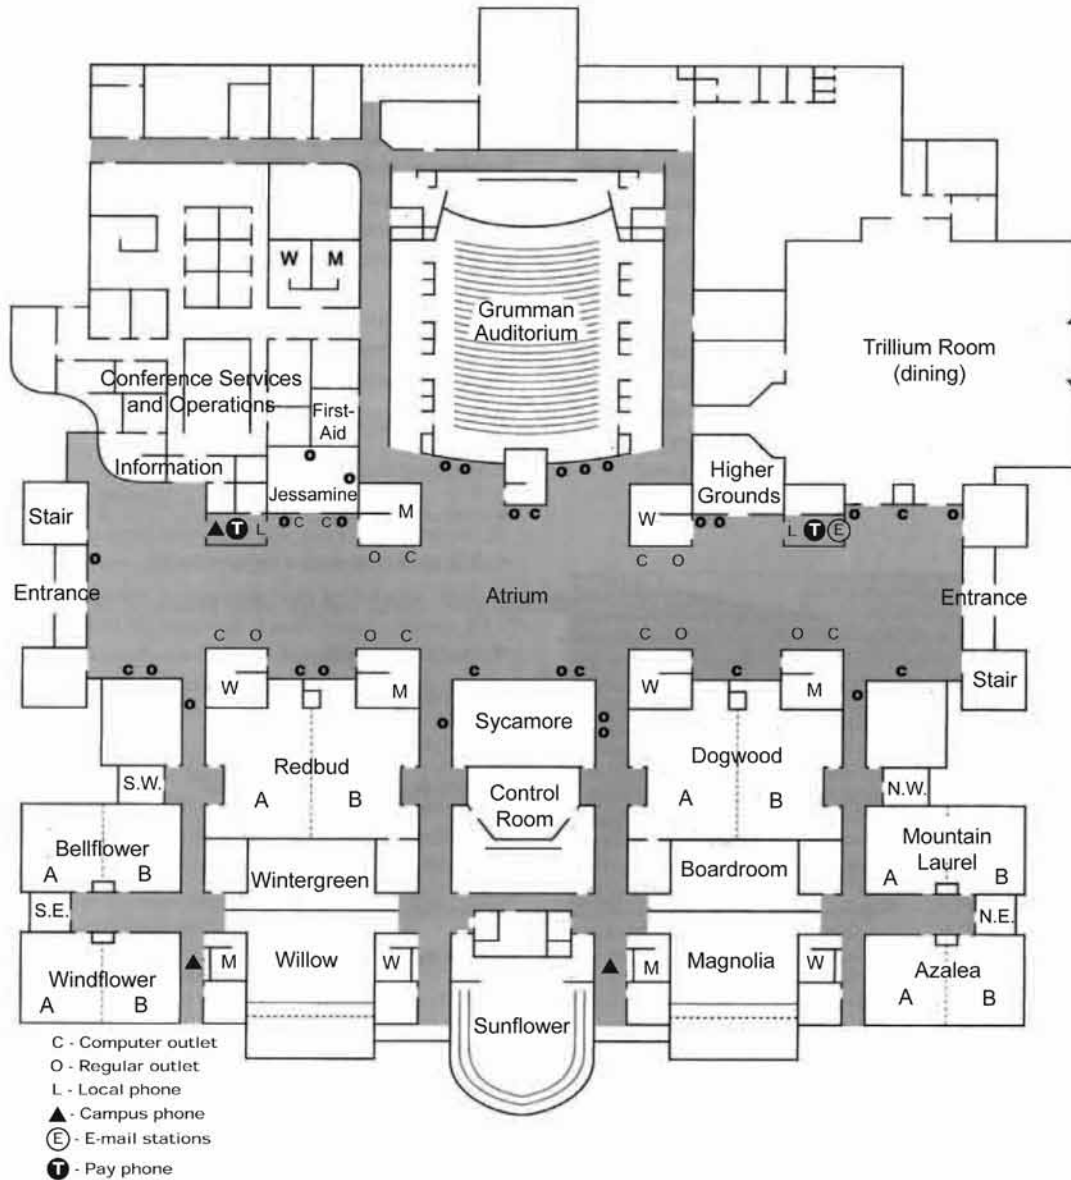 W M
Grumman
Auditorium
Trillium Room
(dining)
Conference Services
and Operations
First-
Aid
Information
Jessamine
Higher
Grounds
Stair
M
W
L
T
L
C C
O C
O O
O C O C
O O O
L T E
O C O
O O
C O
O
Entrance
Atrium
Entrance
C O
O C
C O
O C
C O
C O
C
O C
C
C
W
M
W
M
Stair
O
O
O
O
O
Sycamore
Redbud
A B
Dogwood
A B
S.W.
Control
Room
N.W.
Bellflower
A B
Wintergreen
Boardroom
Mountain
Laurel
A B
S.E.
N.E.
Windflower
A B
M
Willow
W
Sunflower
M
Magnolia
W
Azalea
A B
C - Computer outlet
O - Regular outlet
L - Local phone
▲ - Campus phone
E - E-mail stations
T - Pay phone